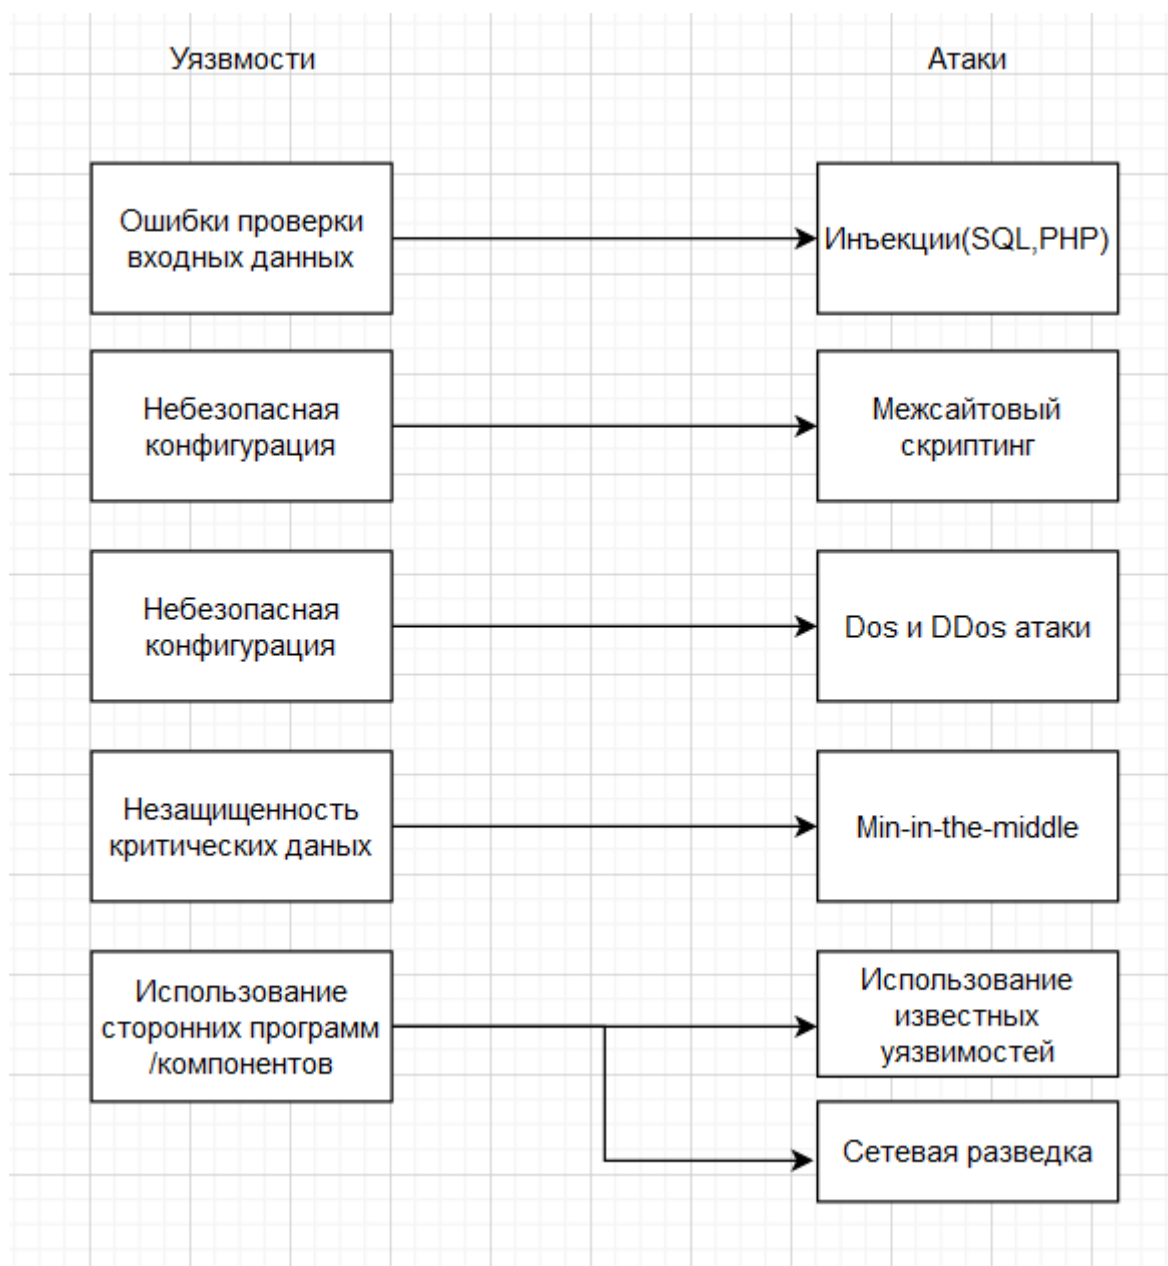 Уязвмости
Атаки
Ошибки проверки
входных данных
Инъекции(SQL,PHP)
Небезопасная
конфигурация
Межсайтовый
скриптинг
Небезопасная
конфигурация
Dos и DDos атаки
Незащищенность
критических даных
Min-in-the-middle
Использование
сторонних программ
/компонентов
Использование
известных
уязвимостей
Сетевая разведка